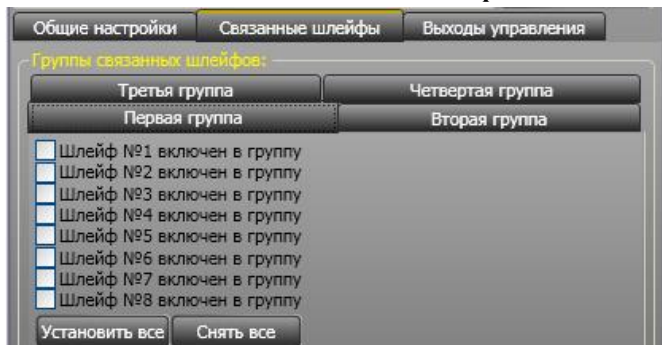 Общие настройки Связанные шлейфы Выходы управления
Группы связанных шлейфов:
Третья группа Четвертая группа
Первая группа Вторая группа
Шлейф №1 включен в группу
Шлейф №2 включен в группу
Шлейф №3 включен в группу
Шлейф №4 включен в группу
Шлейф №5 включен в группу
Шлейф №6 включен в группу
Шлейф №7 включен в группу
Шлейф №8 включен в группу
Установить все Снять все